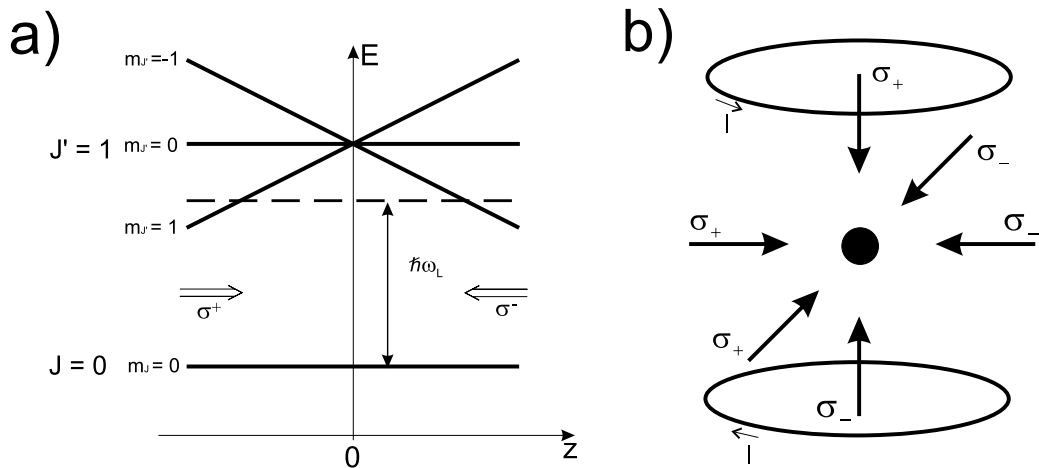 a)
E
m_J'=-1
J' = 1
m_J'= 0
m_J'= 1
ħω_L
σ⁺
σ⁻
J = 0
m_J= 0
0
z
b)
σ₊
I
σ₋
σ₊
σ₋
σ₊
σ₋
I